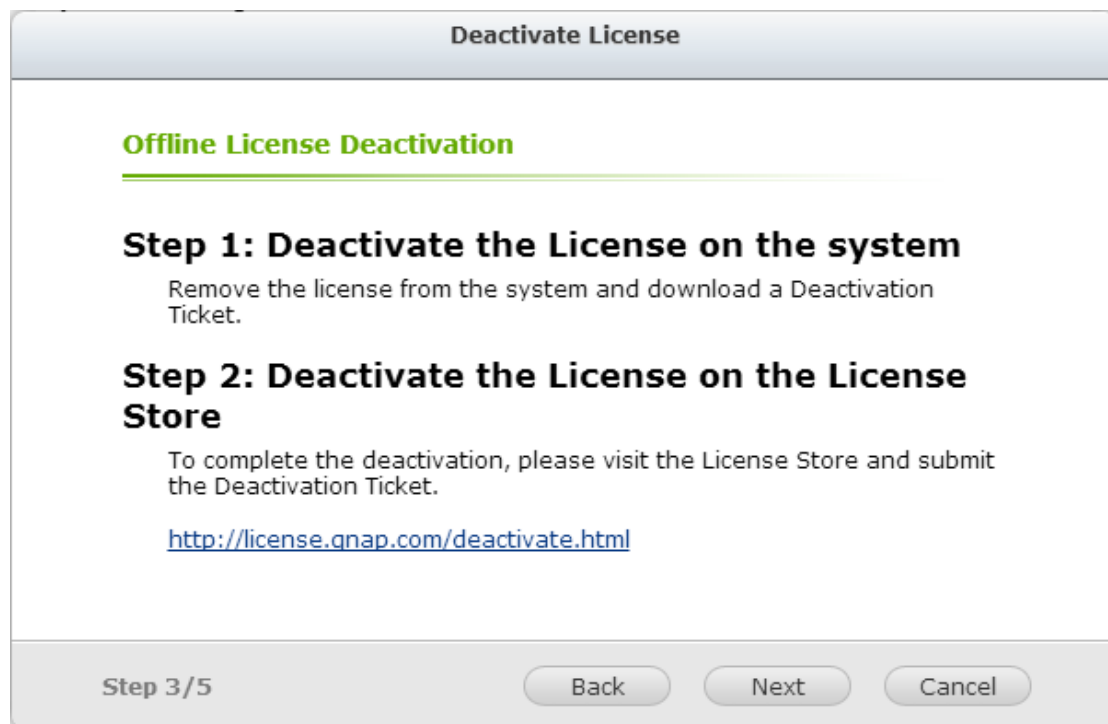 Deactivate License
Offline License Deactivation
Step 1: Deactivate the License on the system
Remove the license from the system and download a Deactivation
Ticket.
Step 2: Deactivate the License on the License
Store
To complete the deactivation, please visit the License Store and submit
the Deactivation Ticket.
http://license.qnap.com/deactivate.html
Step 3/5
Back
Next
Cancel